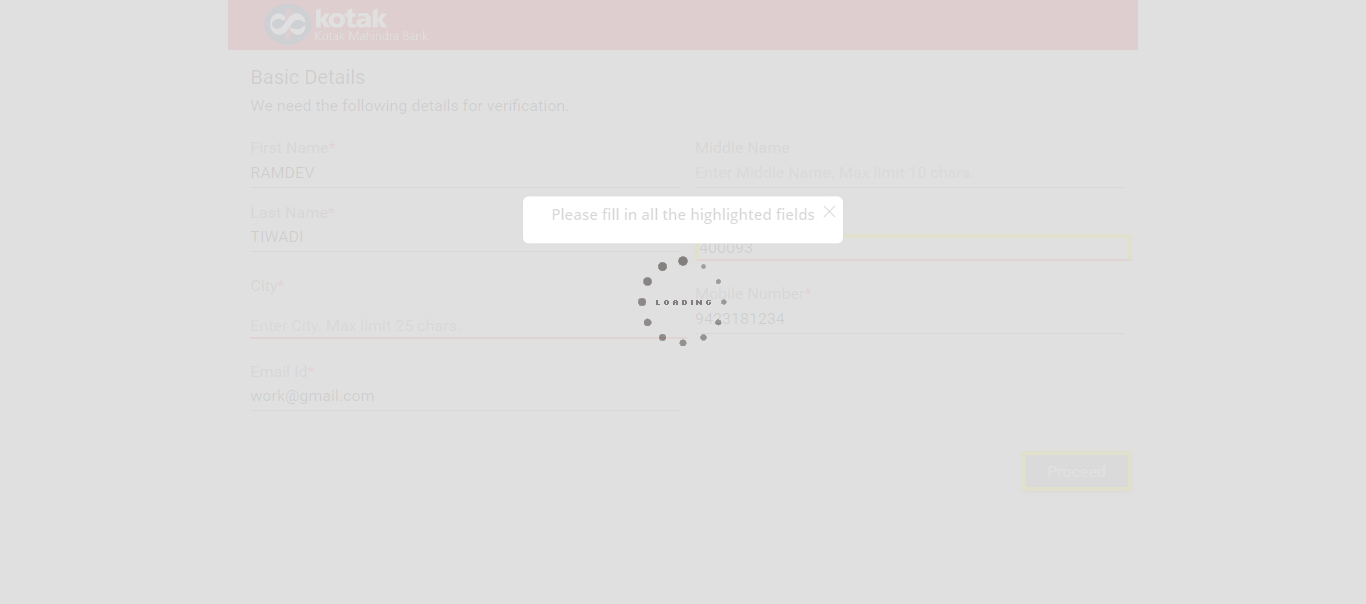 kotak
Kotak Mahindra Bank
Basic Details
We need the following details for verification.
First Name*
RAMDEV
Middle Name
Enter Middle Name. Max limit 10 chars.
Last Name*
TIWADI
Please fill in all the highlighted fields
400093
City*
Enter City. Max limit 25 chars
LOADING
Mobile Number*
9423181234
Email Id*
work@gmail.com
Proceed